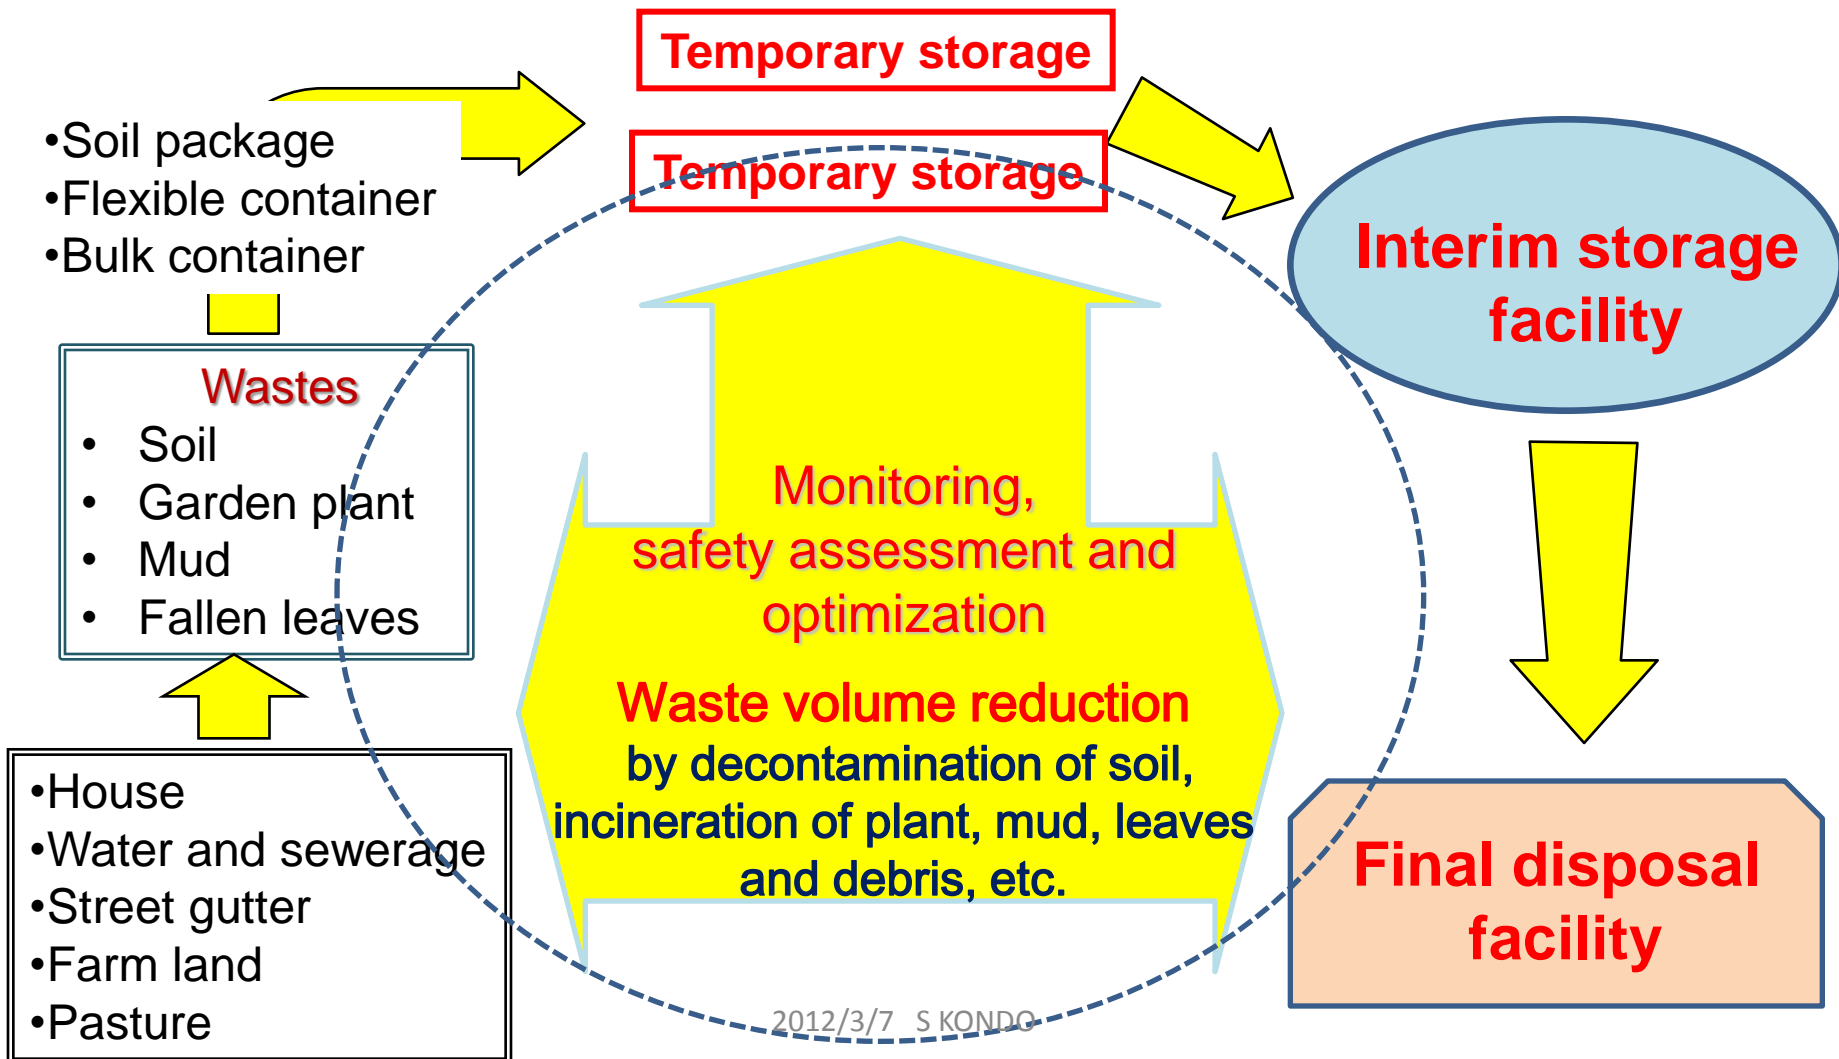 Temporary storage
Temporary storage
•Soil package
•Flexible container
•Bulk container
Wastes
• Soil
• Garden plant
• Mud
• Fallen leaves
•House
•Water and sewerage
•Street gutter
•Farm land
•Pasture
Monitoring,
safety assessment and
optimization
Waste volume reduction
by decontamination of soil,
incineration of plant, mud, leaves
and debris, etc.
Interim storage
facility
Final disposal
facility
2012/3/7 S KONDO